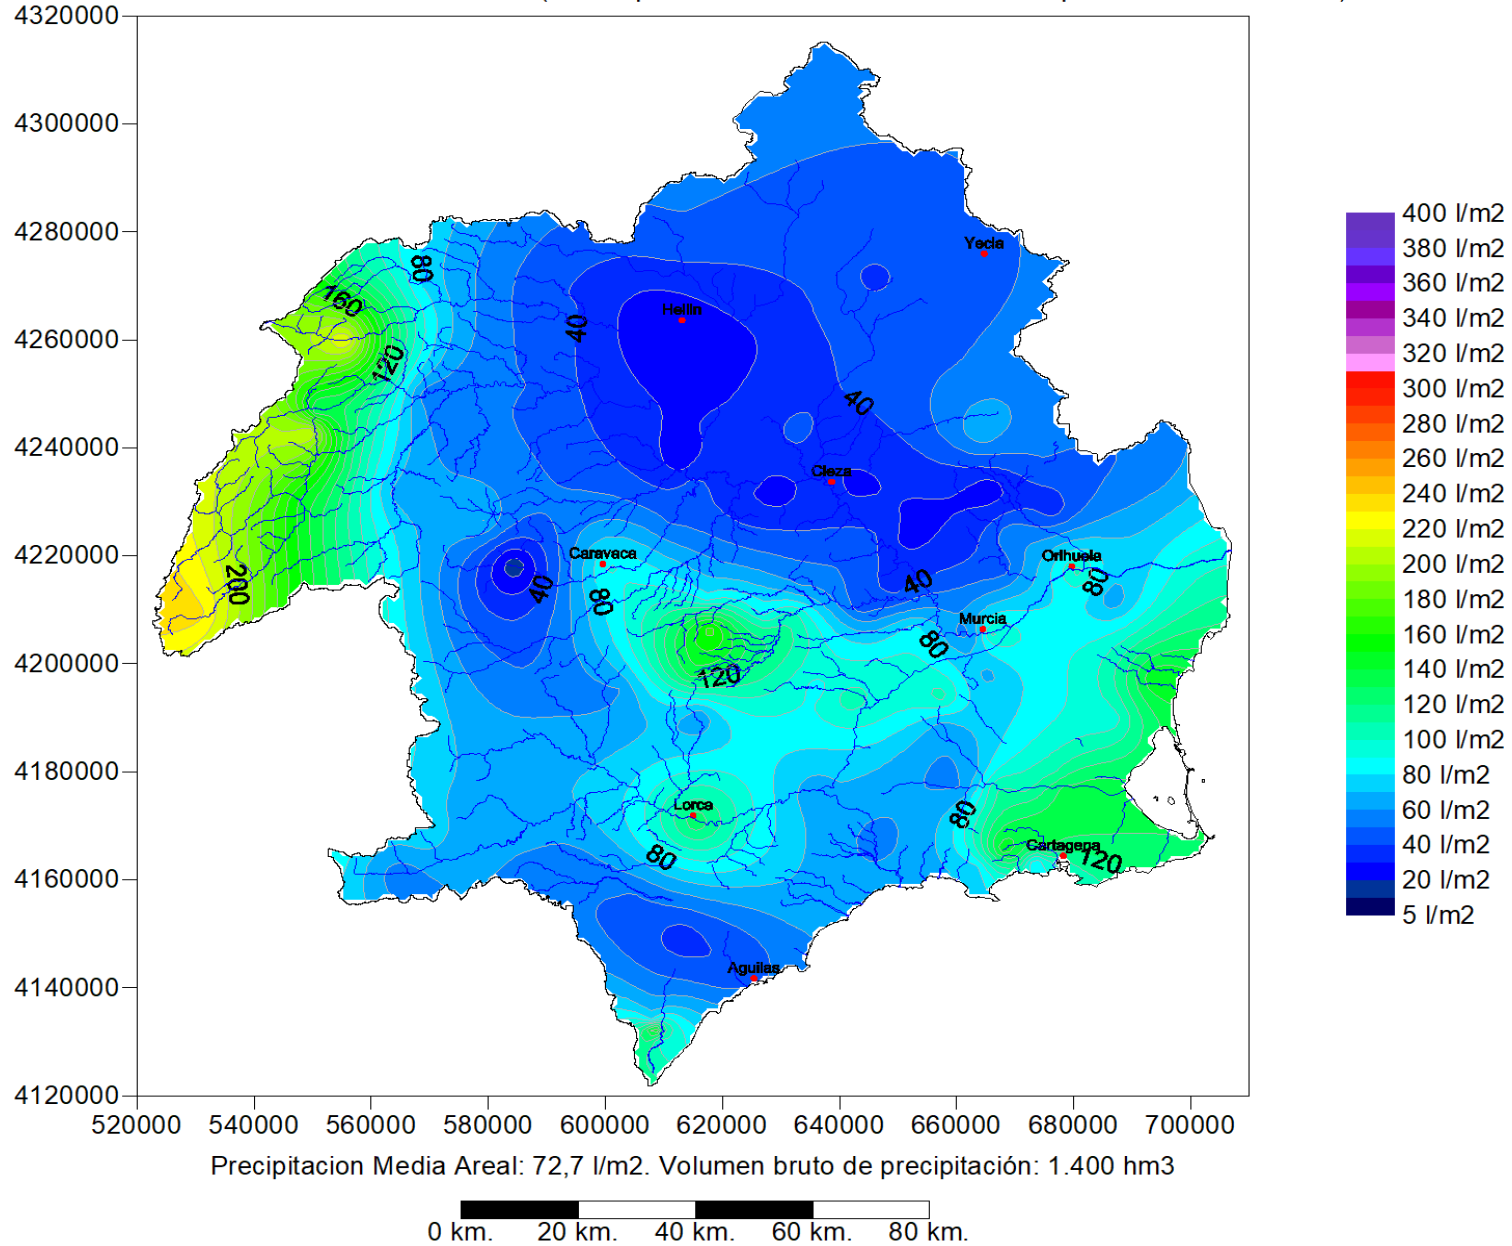 4320000
4300000
4280000
4260000
4240000
4220000
4200000
4180000
4160000
4140000
4120000
520000 540000 560000 580000 600000 620000 640000 660000 680000 700000
Yecla
80
160
Hellin
40
120
40
Cieza
Caravaca
Orihuela
200
40
80
40
80
Murcia
80
120
Lorca
80
Cartagena
120
80
Aguilas
400 l/m2
380 l/m2
360 l/m2
340 l/m2
320 l/m2
300 l/m2
280 l/m2
260 l/m2
240 l/m2
220 l/m2
200 l/m2
180 l/m2
160 l/m2
140 l/m2
120 l/m2
100 l/m2
80 l/m2
60 l/m2
40 l/m2
20 l/m2
5 l/m2
Precipitacion Media Areal: 72,7 l/m2. Volumen bruto de precipitación: 1.400 hm3
0 km. 20 km. 40 km. 60 km. 80 km.